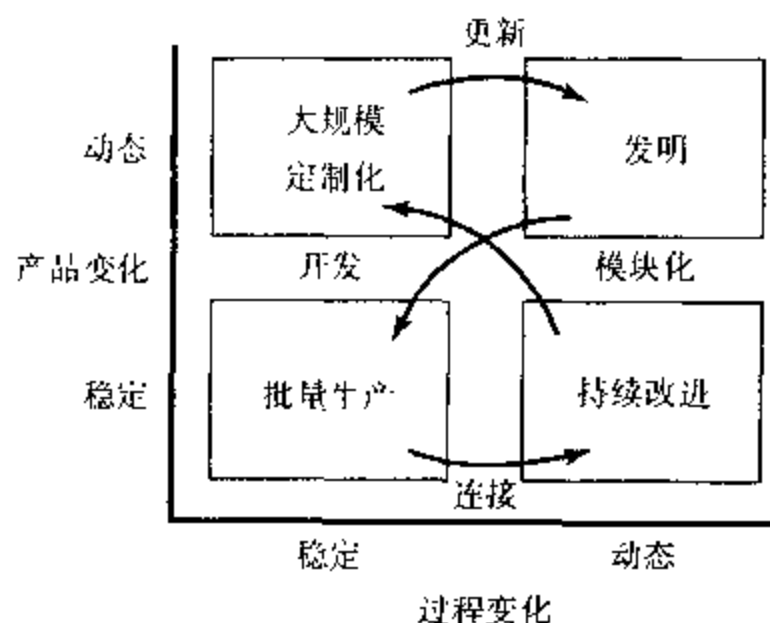 更新
大规模
定制化
发明
动态
产品变化
开发
模块化
稳定
批量生产
持续改进
连接
稳定
动态
过程变化